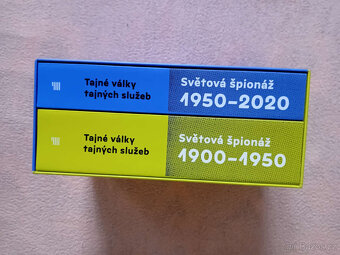 Tajné války
tajných služeb
Světová špionáž
1950–2020
Tajné války
tajných služeb
Světová špionáž
1900–1950